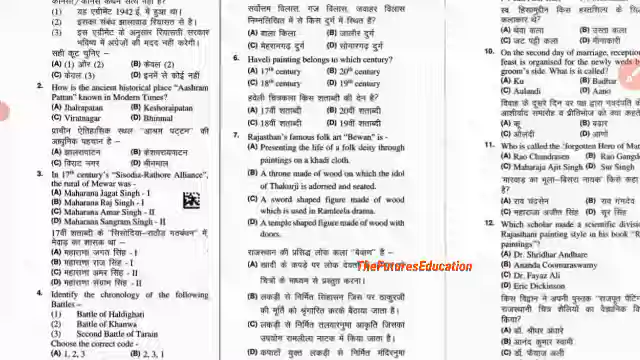 (1) यह एग्रीमेंट 1942 ई. में हुआ था।
(2) इसका संबंध झालावाड़ रियासत से है।
(3) इस एग्रीमेंट के अनुसार रियासती सरकार
भविष्य में अंग्रेजों की मदद नहीं करेगी।
सही कूट चुनिए -
(A) (1) और (2) (B) केवल (2)
(C) केवल (3) (D) इनमें से कोई नहीं
2. How is the ancient historical place "Aashram
Pattan" known in Modern Times?
(A) Jhalrapatan (B) Keshoraipatan
(C) Viratnagar (D) Bhinmal
प्राचीन ऐतिहासिक स्थल "आश्रम पट्टण" की
आधुनिक पहचान है -
(A) झालरापाटन (B) केशवरायपाटन
(C) विराट नगर (D) भीनमाल
3. In 17th century's "Sisodia-Rathore Alliance",
the rural of Mewar was -
(A) Maharana Jagat Singh - I
(B) Maharana Raj Singh - I
(C) Maharana Amar Singh - II
(D) Maharana Sangram Singh - II
17वीं शताब्दी के "सिसोदिया-राठौड़ गठबंधन" में
मेवाड़ का शासक था -
(A) महाराणा जगत सिंह - I
(B) महाराणा राज सिंह - I
(C) महाराणा अमर सिंह - II
(D) महाराणा संग्राम सिंह - II
4. Identify the chronology of the following
Battles -
(1) Battle of Haldighati
(2) Battle of Khanwa
(3) Second Battle of Tarain
Choose the correct code -
(A) 1, 2, 3 (B) 2, 3, 1
सर्वोत्तम विलास, गज विलास, जवाहर विलास
निम्नलिखित में से किस दुर्ग में स्थित है?
(A) बाला किला (B) जालौर दुर्ग
(C) मेहरानगढ़ दुर्ग (D) सोनारगढ़ दुर्ग
6. Haveli painting belongs to which century?
(A) 17th century (B) 20th century
(C) 18th century (D) 19th century
हवेली चित्रकला किस शताब्दी की देन है?
(A) 17वीं शताब्दी (B) 20वीं शताब्दी
(C) 18वीं शताब्दी (D) 19वीं शताब्दी
7. Rajasthan's famous folk art "Bewan" is -
(A) Presenting the life of a folk deity through
paintings on a khadi cloth.
(B) A throne made of wood on which the idol
of Thakurji is adorned and seated.
(C) A sword shaped figure made of wood
which is used in Ramleela drama.
(D) A temple shaped figure made of wood with
doors.
राजस्थान की प्रसिद्ध लोक कला "बेवाण" है -
(A) खादी के कपड़े पर लोक
चित्रों के माध्यम से प्रस्तुत करना।
(B) लकड़ी से निर्मित सिंहासन जिस पर ठाकुरजी
की मूर्ति को श्रृंगारित करके बैठाया जाता है।
(C) लकड़ी से निर्मित तलवारनुमा आकृति जिसका
उपयोग रामलीला नाटक में किया जाता है।
(D) कपाटों युक्त लकड़ी से निर्मित मंदिरनुमा
TheFuturesEducation
स्व. हिसामुद्दीन किस हस्तशिल्प के
कलाकार थे?
(A) थेवा कला (B) उस्ता कला
(C) जट पट्टी कला (D) मीनाकारी
10. On the second day of marriage, reception
feast is organised for the newly weds by
groom's side. What is it called?
(A) Ka (B) Badhar
(C) Aulandi (D) Aano
विवाह के दूसरे दिन वर पक्ष द्वारा नवदंपति के
आशीर्वाद समारोह व प्रीतिभोज को क्या कहते
(B) बढार
(C) ओलंदी (D) आणो
11. Who is called the 'forgotten Hero of Mar
(A) Rao Chandrasen (B) Rao Gangd
(C) Maharaja Ajit Singh (D) Sur Singh
'मारवाड़ का भूला-बिसरा नायक' किसे कहा
है?
(A) राव चंद्रसेन (B) राव गंगदेव
(C) महाराजा अजीत सिंह (D) सूर सिंह
12. Which scholar made a scientific division
Rajasthani painting style in his book "R
paintings"?
(A) Dr. Shridhar Andhare
(B) Ananda Coomaraswamy
(C) Dr. Fayaz Ali
(D) Eric Dickinson
किस विद्वान ने अपनी पुस्तक "राजपूत पेंटिंग
राजस्थानी चित्र शैलियों का वैज्ञानिक वि
किया?
(A) डॉ. श्रीधर अंधारे
(B) आनंद कुमार स्वामी
(C) डॉ. फैयाज अली